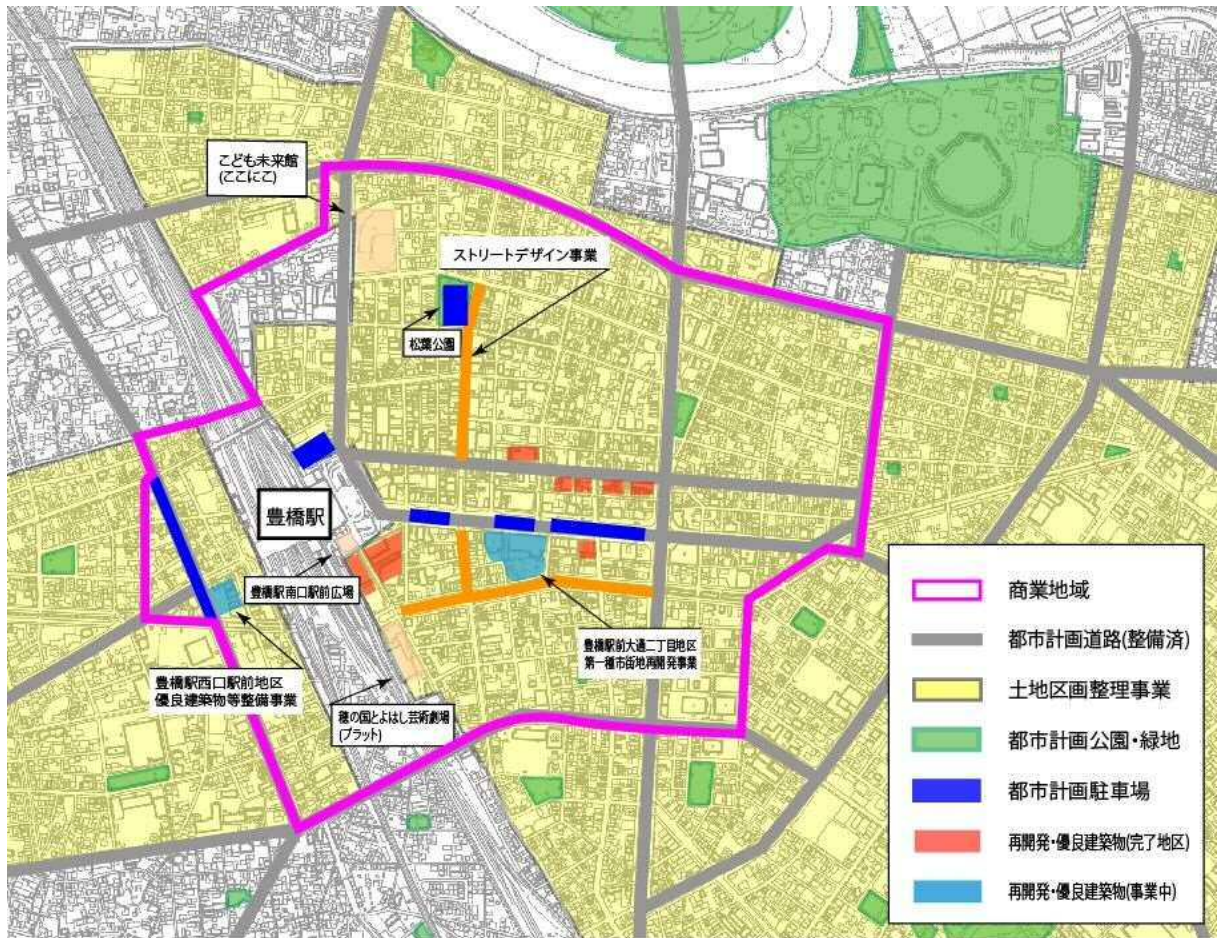 こども未来館
(ここにこ)
ストリートデザイン事業
松葉公園
豊橋駅
豊橋駅南口駅前広場
豊橋駅西口駅前地区
優良建築物等整備事業
穂の国とよはし芸術劇場
(プラット)
豊橋駅前大通二丁目地区
第一種市街地再開発事業
商業地域
都市計画道路(整備済)
土地区画整理事業
都市計画公園・緑地
都市計画駐車場
再開発・優良建築物(完了地区)
再開発・優良建築物(事業中)